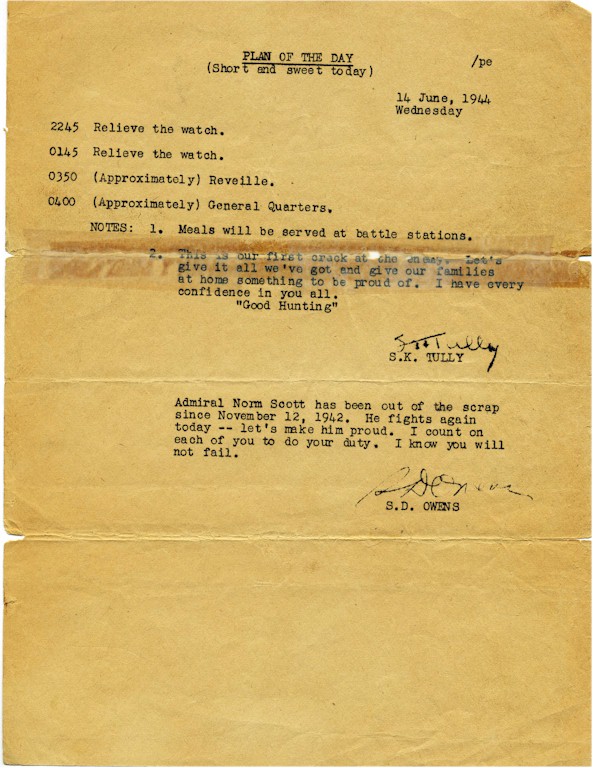 PLAN OF THE DAY
(Short and sweet today)
/pe
14 June, 1944
Wednesday
2245 Relieve the watch.
0145 Relieve the watch.
0350 (Approximately) Reveille.
0400 (Approximately) General Quarters.
NOTES: 1. Meals will be served at battle stations.
2. This is our first crack at the enemy. Let's
give it all we've got and give our families
at home something to be proud of. I have every
confidence in you all.
"Good Hunting"
S.K. Tully
S.K. TULLY
Admiral Norm Scott has been out of the scrap
since November 12, 1942. He fights again
today -- let's make him proud. I count on
each of you to do your duty. I know you will
not fail.
S.D. Owens
S.D. OWENS